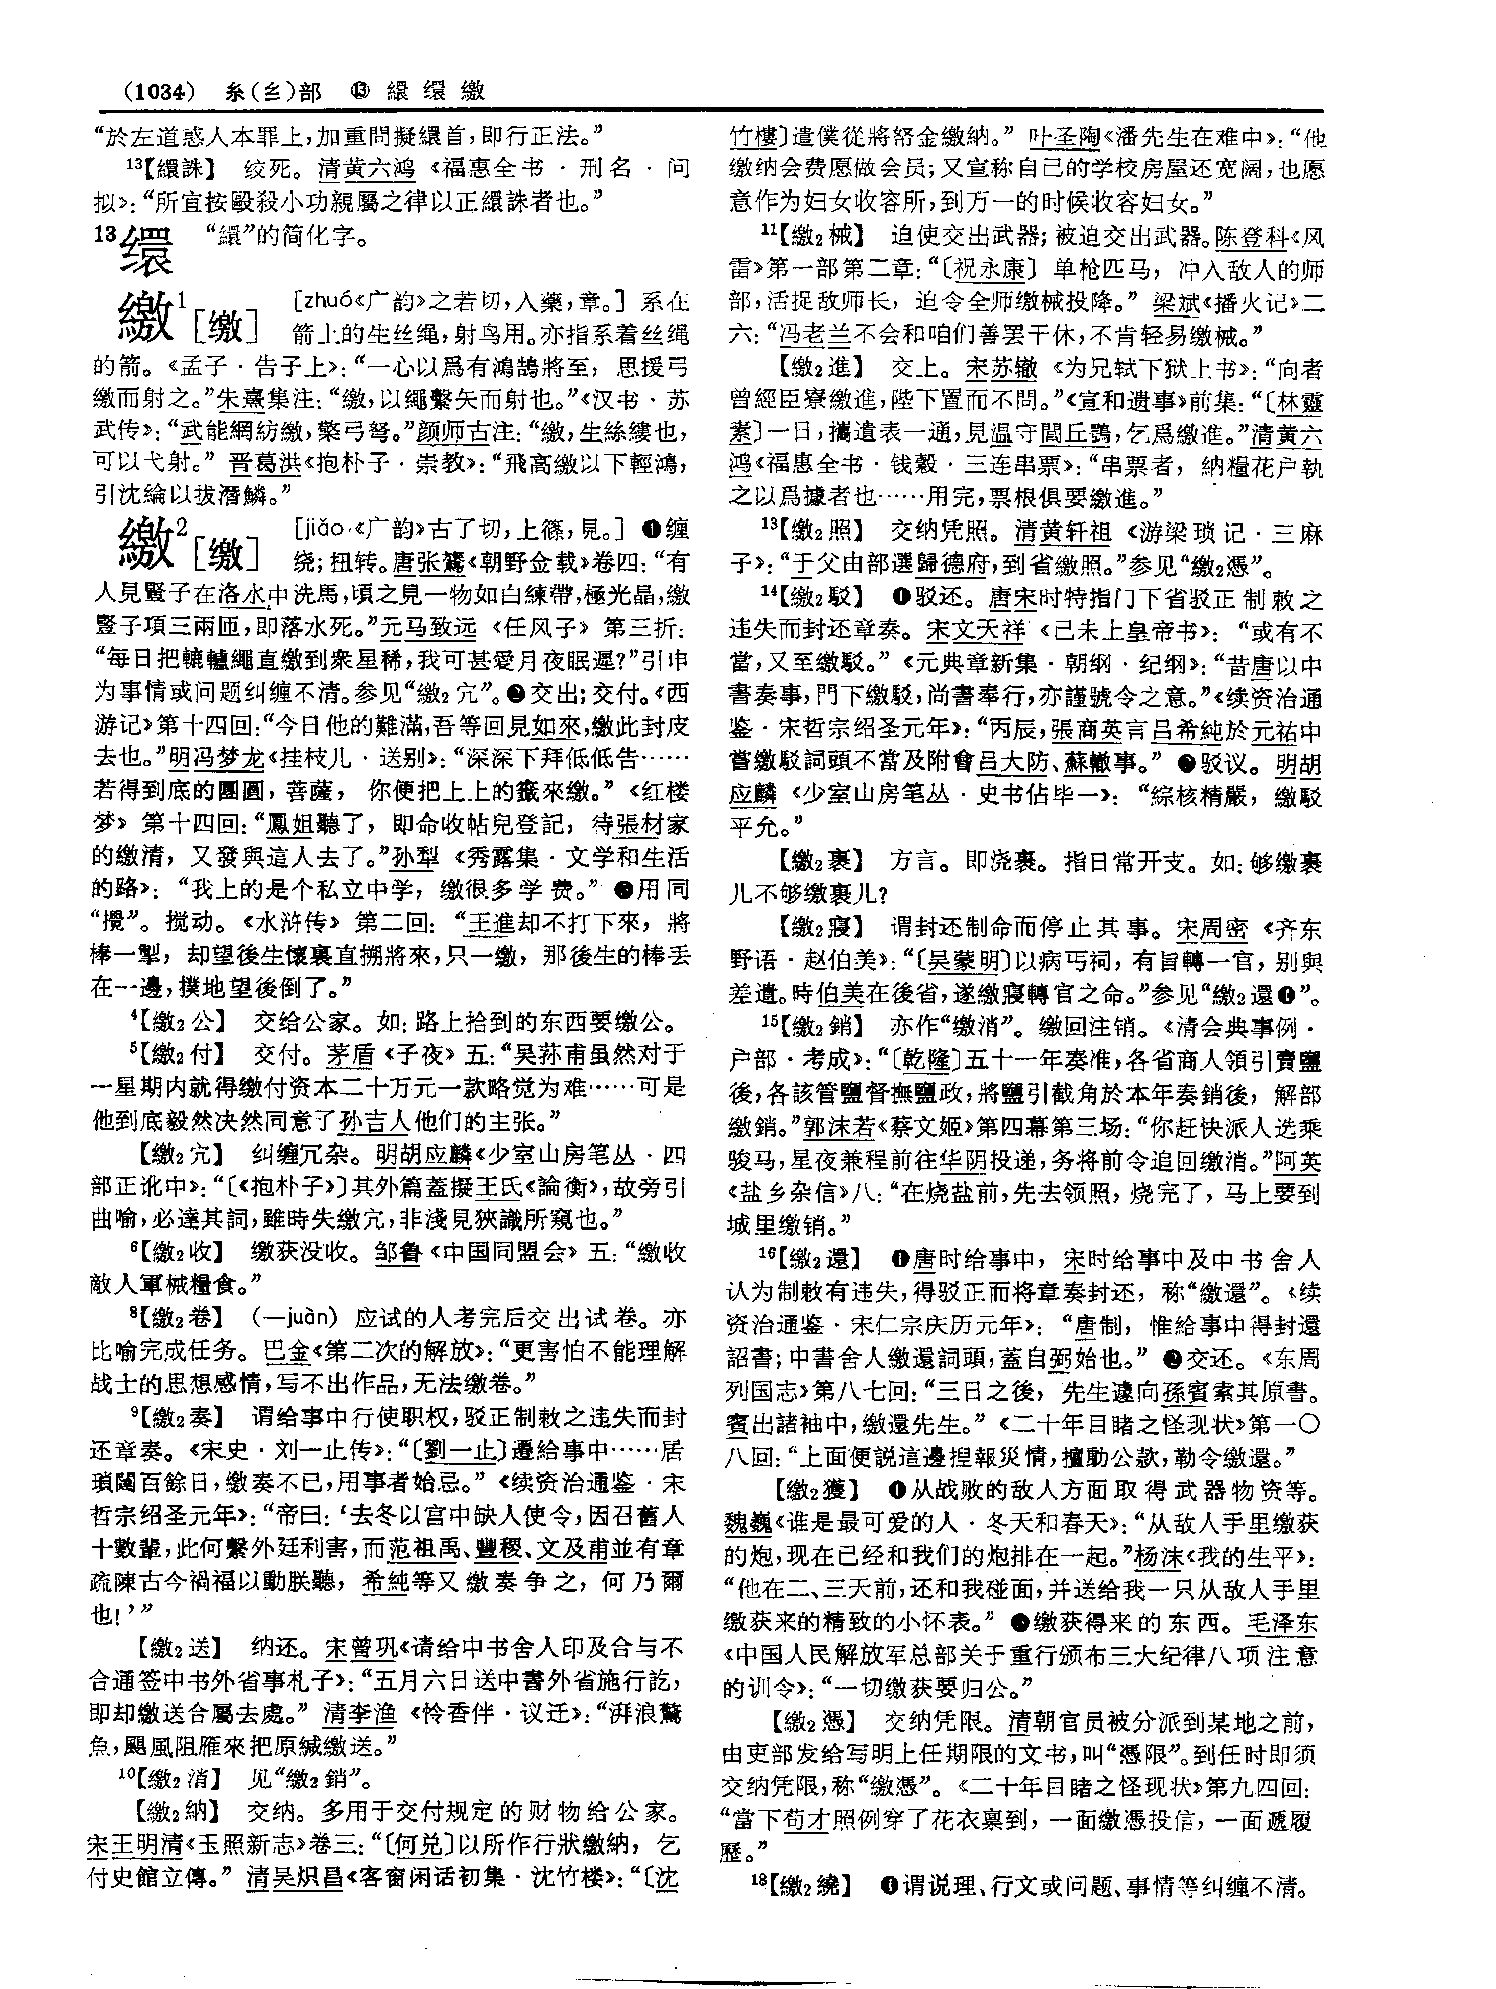 (1034) 糸(纟)部 ⑬ 繯 缳 繳
“於左道惑人本罪上，加重問擬繯首，即行正法。”
13【繯誅】 绞死。清黄六鸿《福惠全书·刑名·问
拟》：“所宜按毆殺小功親屬之律以正繯誅者也。”
13缳 “繯”的简化字。
繳1［缴］ ［zhuó《广韵》之若切，入藥，章。］ 系在
箭上的生丝绳，射鸟用。亦指系着丝绳
的箭。《孟子·告子上》：“一心以爲有鴻鵠將至，思援弓
繳而射之。”朱熹集注：“繳，以繩繫矢而射也。”《汉书·苏
武传》：“武能網紡繳，檠弓弩。”颜师古注：“繳，生絲縷也，
可以弋射。”晋葛洪《抱朴子·崇教》：“飛高繳以下輕鴻，
引沈綸以拔潛鱗。”
繳2［缴］ ［jiǎo《广韵》古了切，上篠，見。］ ❶缠
绕；扭转。唐张鷟《朝野金载》卷四：“有
人見豎子在洛水中洗馬，頃之見一物如白練帶，極光晶，繳
豎子項三兩匝，即落水死。”元马致远《任风子》第三折：
“每日把轆轤繩直繳到衆星稀，我可甚愛月夜眠遲？”引申
为事情或问题纠缠不清。参见“繳2宂”。❷交出；交付。《西
游记》第十四回：“今日他的難滿，吾等回見如來，繳此封皮
去也。”明冯梦龙《挂枝儿·送别》：“深深下拜低低告……
若得到底的團圓，菩薩，你便把上上的籤來繳。”《红楼
梦》第十四回：“鳳姐聽了，即命收帖兒登記，待張材家
的繳清，又發與這人去了。”孙犁《秀露集·文学和生活
的路》：“我上的是个私立中学，缴很多学费。”❸用同
“攪”。搅动。《水浒传》第二回：“王進却不打下來，將
棒一掣，却望後生懷裏直搠將來，只一繳，那後生的棒丢
在一邊，撲地望後倒了。”
4【繳2公】 交给公家。如：路上拾到的东西要缴公。
5【繳2付】 交付。茅盾《子夜》五：“吴荪甫虽然对于
一星期内就得缴付资本二十万元一款略觉为难……可是
他到底毅然决然同意了孙吉人他们的主张。”
【繳2宂】 纠缠冗杂。明胡应麟《少室山房笔丛·四
部正讹中》：“〔《抱朴子》〕其外篇蓋擬王氏《論衡》，故旁引
曲喻，必達其詞，雖時失繳宂，非淺見狹識所窺也。”
6【繳2收】 缴获没收。邹鲁《中国同盟会》五：“繳收
敵人軍械糧食。”
8【繳2卷】 (—juàn) 应试的人考完后交出试卷。亦
比喻完成任务。巴金《第二次的解放》：“更害怕不能理解
战士的思想感情，写不出作品，无法缴卷。”
9【繳2奏】 谓给事中行使职权，驳正制敕之违失而封
还章奏。《宋史·刘一止传》：“〔劉一止〕遷給事中……居
瑣闥百餘日，繳奏不已，用事者始忌。”《续资治通鉴·宋
哲宗绍圣元年》：“帝曰：‘去冬以宫中缺人使令，因召舊人
十數輩，此何繫外廷利害，而范祖禹、豐稷、文及甫並有章
疏陳古今禍福以動朕聽，希純等又繳奏争之，何乃爾
也！’”
【繳2送】 纳还。宋曾巩《请给中书舍人印及合与不
合通签中书外省事札子》：“五月六日送中書外省施行訖，
即却繳送合屬去處。”清李渔《怜香伴·议迁》：“湃浪驚
魚，颶風阻雁來把原緘繳送。”
10【繳2消】 见“繳2銷”。
【繳2納】 交纳。多用于交付规定的财物给公家。
宋王明清《玉照新志》卷三：“〔何兑〕以所作行狀繳納，乞
付史館立傳。”清吴炽昌《客窗闲话初集·沈竹楼》：“〔沈
竹樓〕遣僕從將帑金繳納。”叶圣陶《潘先生在难中》：“他
缴纳会费愿做会员；又宣称自己的学校房屋还宽阔，也愿
意作为妇女收容所，到万一的时候收容妇女。”
11【繳2械】 迫使交出武器；被迫交出武器。陈登科《风
雷》第一部第二章：“〔祝永康〕单枪匹马，冲入敌人的师
部，活捉敌师长，迫令全师缴械投降。”梁斌《播火记》二
六：“冯老兰不会和咱们善罢干休，不肯轻易缴械。”
【繳2進】 交上。宋苏辙《为兄轼下狱上书》：“向者
曾經臣寮繳進，陛下置而不問。”《宣和遗事》前集：“〔林靈
素〕一日，攜遺表一通，見温守閭丘鶚，乞爲繳進。”清黄六
鸿《福惠全书·钱穀·三连串票》：“串票者，納糧花户執
之以爲據者也……用完，票根俱要繳進。”
13【繳2照】 交纳凭照。清黄轩祖《游梁琐记·三麻
子》：“于父由部選歸德府，到省繳照。”参见“繳2憑”。
14【繳2駁】 ❶驳还。唐宋时特指门下省驳正制敕之
违失而封还章奏。宋文天祥《己未上皇帝书》：“或有不
當，又至繳駁。”《元典章新集·朝纲·纪纲》：“昔唐以中
書奏事，門下繳駁，尚書奉行，亦謹號令之意。”《续资治通
鉴·宋哲宗绍圣元年》：“丙辰，張商英言吕希純於元祐中
嘗繳駁詞頭不當及附會吕大防、蘇轍事。”❷驳议。明胡
应麟《少室山房笔丛·史书佔毕一》：“綜核精嚴，繳駁
平允。”
【繳2裹】 方言。即浇裹。指日常开支。如：够缴裹
儿不够缴裹儿？
【繳2寢】 谓封还制命而停止其事。宋周密《齐东
野语·赵伯美》：“〔吴蒙明〕以病丐祠，有旨轉一官，别與
差遣。時伯美在後省，遂繳寢轉官之命。”参见“繳2還❶”。
15【繳2銷】 亦作“繳消”。缴回注销。《清会典事例·
户部·考成》：“〔乾隆〕五十一年奏准，各省商人領引賣鹽
後，各該管鹽督撫鹽政，將鹽引截角於本年奏銷後，解部
繳銷。”郭沫若《蔡文姬》第四幕第三场：“你赶快派人选乘
骏马，星夜兼程前往华阴投递，务将前令追回缴消。”阿英
《盐乡杂信》八：“在烧盐前，先去领照，烧完了，马上要到
城里缴销。”
16【繳2還】 ❶唐时给事中，宋时给事中及中书舍人
认为制敕有违失，得驳正而将章奏封还，称“繳還”。《续
资治通鉴·宋仁宗庆历元年》：“唐制，惟給事中得封還
詔書；中書舍人繳還詞頭，蓋自弼始也。”❷交还。《东周
列国志》第八七回：“三日之後，先生遽向孫賓索其原書。
賓出諸袖中，繳還先生。”《二十年目睹之怪现状》第一〇
八回：“上面便説這邊捏報災情，擅動公款，勒令繳還。”
【繳2獲】 ❶从战败的敌人方面取得武器物资等。
魏巍《谁是最可爱的人·冬天和春天》：“从敌人手里缴获
的炮，现在已经和我们的炮排在一起。”杨沫《我的生平》：
“他在二、三天前，还和我碰面，并送给我一只从敌人手里
缴获来的精致的小怀表。”❷缴获得来的东西。毛泽东
《中国人民解放军总部关于重行颁布三大纪律八项注意
的训令》：“一切缴获要归公。”
【繳2憑】 交纳凭限。清朝官员被分派到某地之前，
由吏部发给写明上任期限的文书，叫“憑限”。到任时即须
交纳凭限，称“繳憑”。《二十年目睹之怪现状》第九四回：
“當下苟才照例穿了花衣禀到，一面繳憑投信，一面遞履
歷。”
18【繳2繞】 ❶谓说理、行文或问题、事情等纠缠不清。